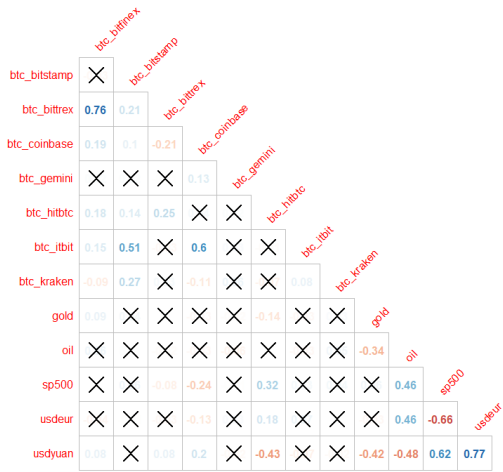 btc_bitfinex
btc_bitstamp btc_bitstamp
btc_bittrex 0.76 0.21 btc_bittrex
btc_coinbase 0.19 0.1 -0.21 btc_coinbase
btc_gemini 0.13 btc_gemini
btc_hitbtc 0.18 0.14 0.25 btc_hitbtc
btc_itbit 0.15 0.51 0.6 btc_itbit
btc_kraken -0.09 0.27 -0.11 0.08 btc_kraken
gold 0.09 -0.14 gold
oil -0.34 oil
sp500 -0.24 0.32 0.46 sp500
usdeur -0.13 0.18 0.46 -0.66 usdeur
usdyuan 0.08 0.08 0.2 -0.43 -0.42 -0.48 0.62 0.77